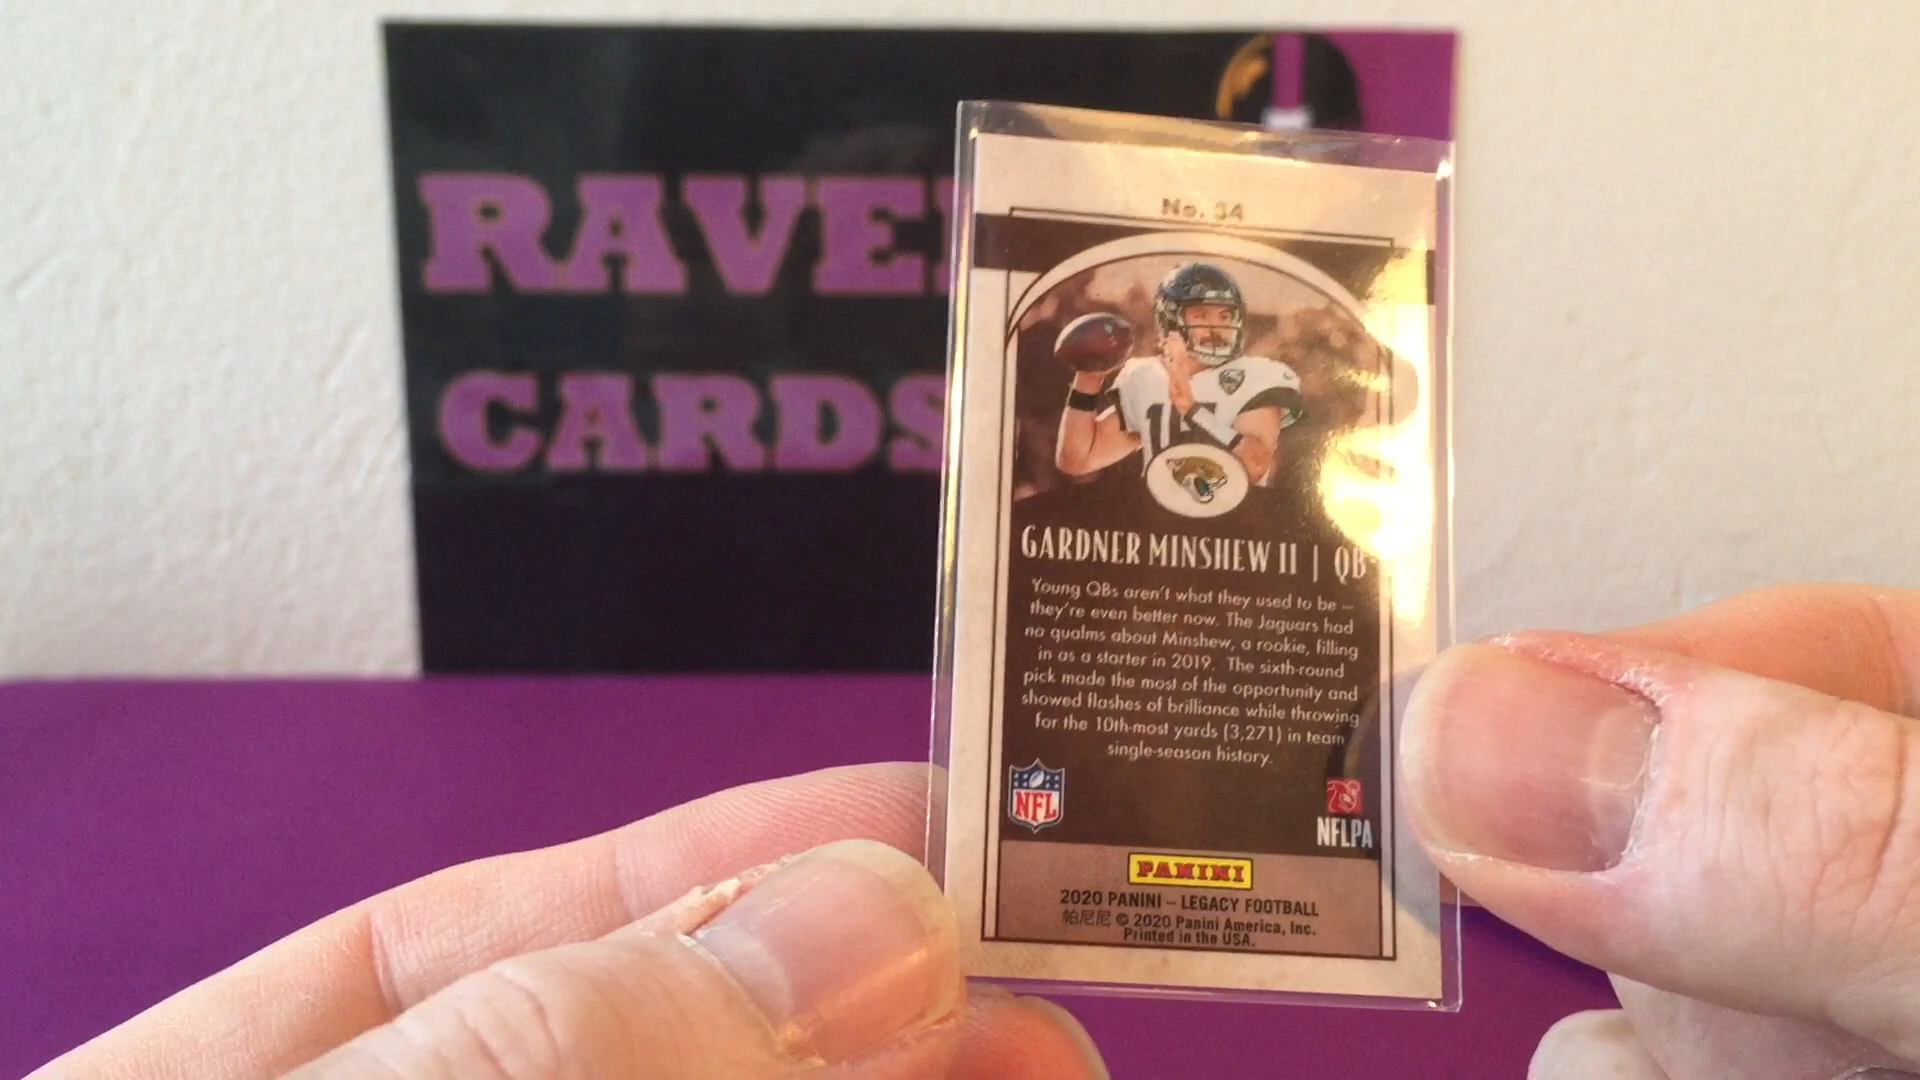 RAVE
CARDS
No. 34
GARDNER MINSHEW II | QB
Young QBs aren't what they used to be –
they're even better now. The Jaguars had
no qualms about Minshew, a rookie, filling
in as a starter in 2019. The sixth-round
pick made the most of the opportunity and
showed flashes of brilliance while throwing
for the 10th-most yards (3,271) in team
single-season history.
NFL
NFLPA
PANINI
2020 PANINI – LEGACY FOOTBALL
帕尼尼 © 2020 Panini America, Inc.
Printed in the USA.